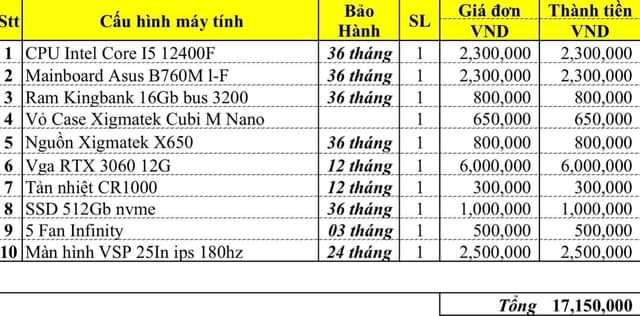 Stt Cấu hình máy tính Bảo Hành SL Giá đơn VND Thành tiền VND
1 CPU Intel Core I5 12400F 36 tháng 1 2,300,000 2,300,000
2 Mainboard Asus B760M l-F 36 tháng 1 2,300,000 2,300,000
3 Ram Kingbank 16Gb bus 3200 36 tháng 1 800,000 800,000
4 Vỏ Case Xigmatek Cubi M Nano 1 650,000 650,000
5 Nguồn Xigmatek X650 36 tháng 1 800,000 800,000
6 Vga RTX 3060 12G 12 tháng 1 6,000,000 6,000,000
7 Tản nhiệt CR1000 12 tháng 1 300,000 300,000
8 SSD 512Gb nvme 36 tháng 1 1,000,000 1,000,000
9 5 Fan Infinity 03 tháng 1 500,000 500,000
10 Màn hình VSP 25In ips 180hz 24 tháng 1 2,500,000 2,500,000
Tổng 17,150,000